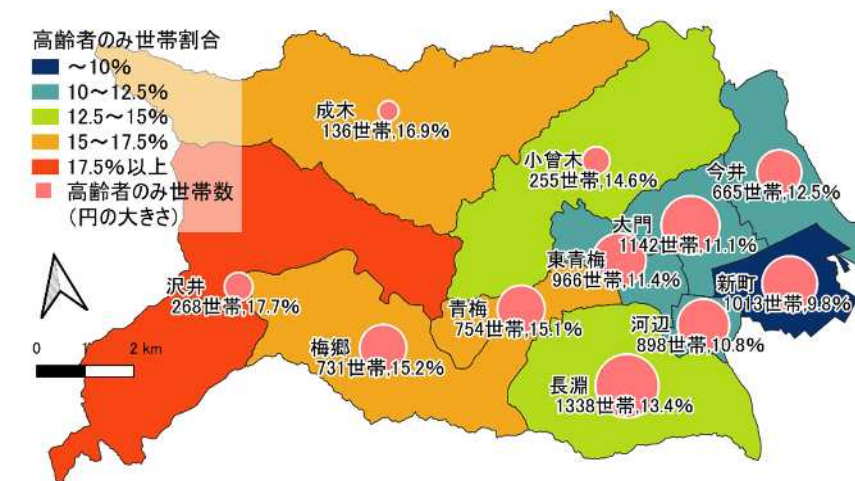 高齢者のみ世帯割合
～10%
10～12.5%
12.5～15%
15～17.5%
17.5%以上
高齢者のみ世帯数
(円の大きさ)
成木
136世帯,16.9%
小曾木
255世帯,14.6%
今井
665世帯,12.5%
大門
1142世帯,11.1%
東青梅
966世帯,11.4%
新町
1013世帯,9.8%
沢井
268世帯,17.7%
青梅
754世帯,15.1%
河辺
898世帯,10.8%
梅郷
731世帯,15.2%
長淵
1338世帯,13.4%
0 2 km